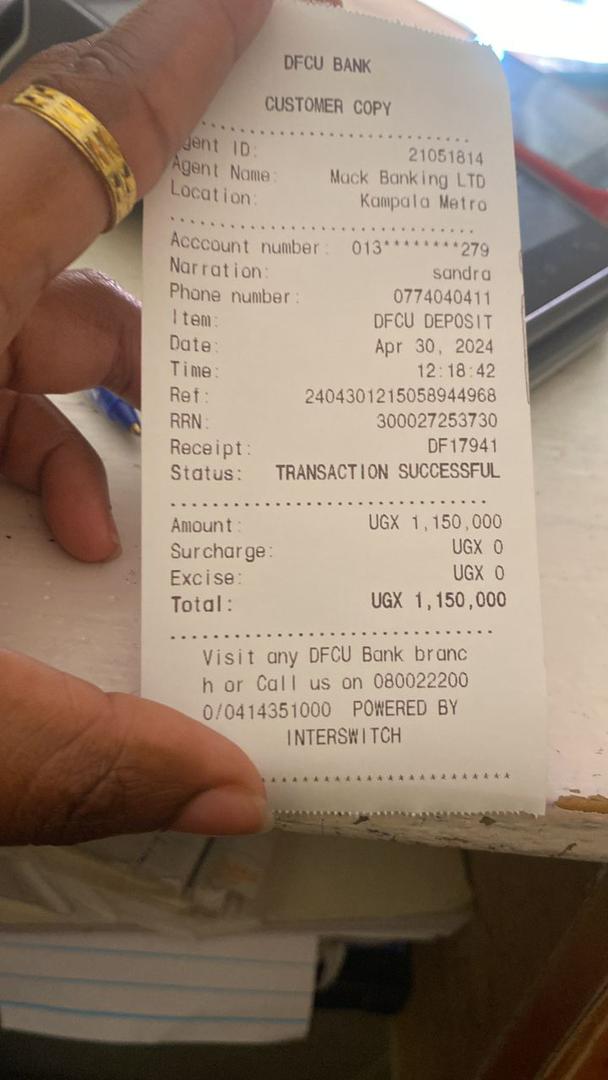 DFCU BANK
CUSTOMER COPY
gent ID: 21051814
Agent Name: Mack Banking LTD
Location: Kampala Metro
Acccount number: 013********279
Narration: sandra
Phone number: 0774040411
Item: DFCU DEPOSIT
Date: Apr 30, 2024
Time: 12:18:42
Ref: 2404301215058944968
RRN: 300027253730
Receipt: DF17941
Status: TRANSACTION SUCCESSFUL
Amount: UGX 1,150,000
Surcharge: UGX 0
Excise: UGX 0
Total: UGX 1,150,000
Visit any DFCU Bank branc
h or Call us on 080022200
0/0414351000 POWERED BY
INTERSWITCH